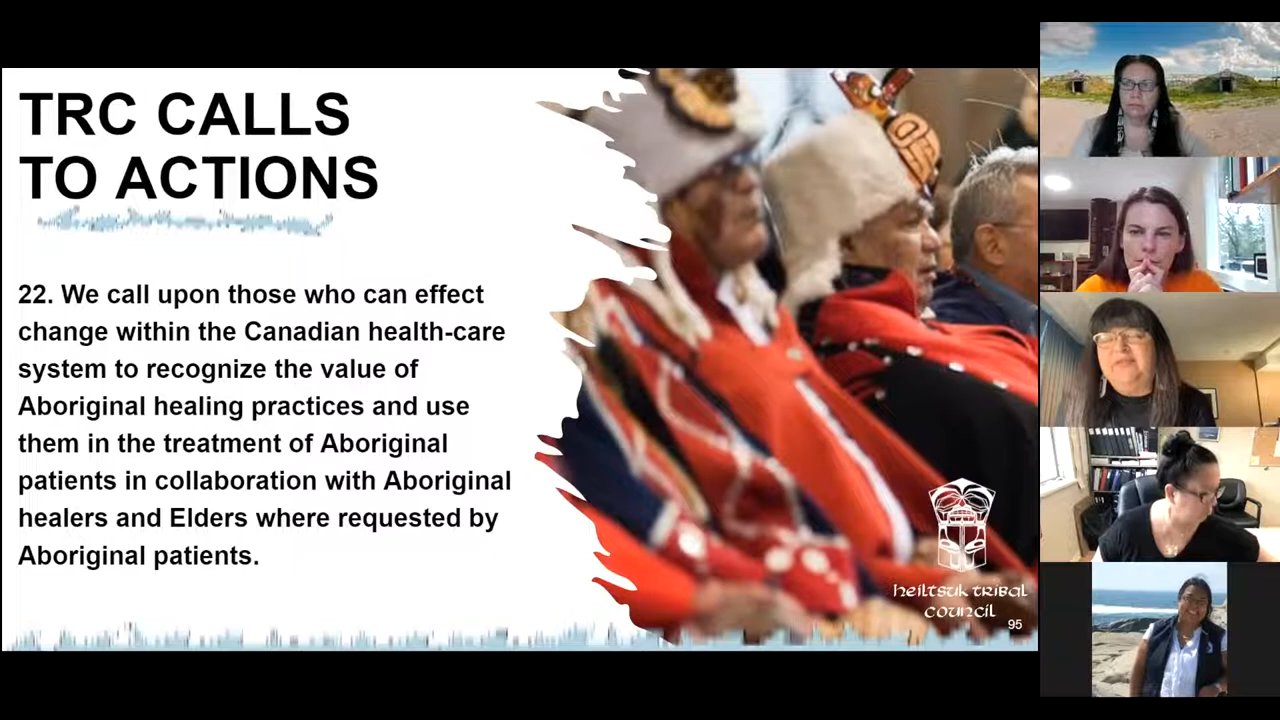 TRC CALLS
TO ACTIONS
22. We call upon those who can effect
change within the Canadian health-care
system to recognize the value of
Aboriginal healing practices and use
them in the treatment of Aboriginal
patients in collaboration with Aboriginal
healers and Elders where requested by
Aboriginal patients.
heiltsuk tribal
council
95